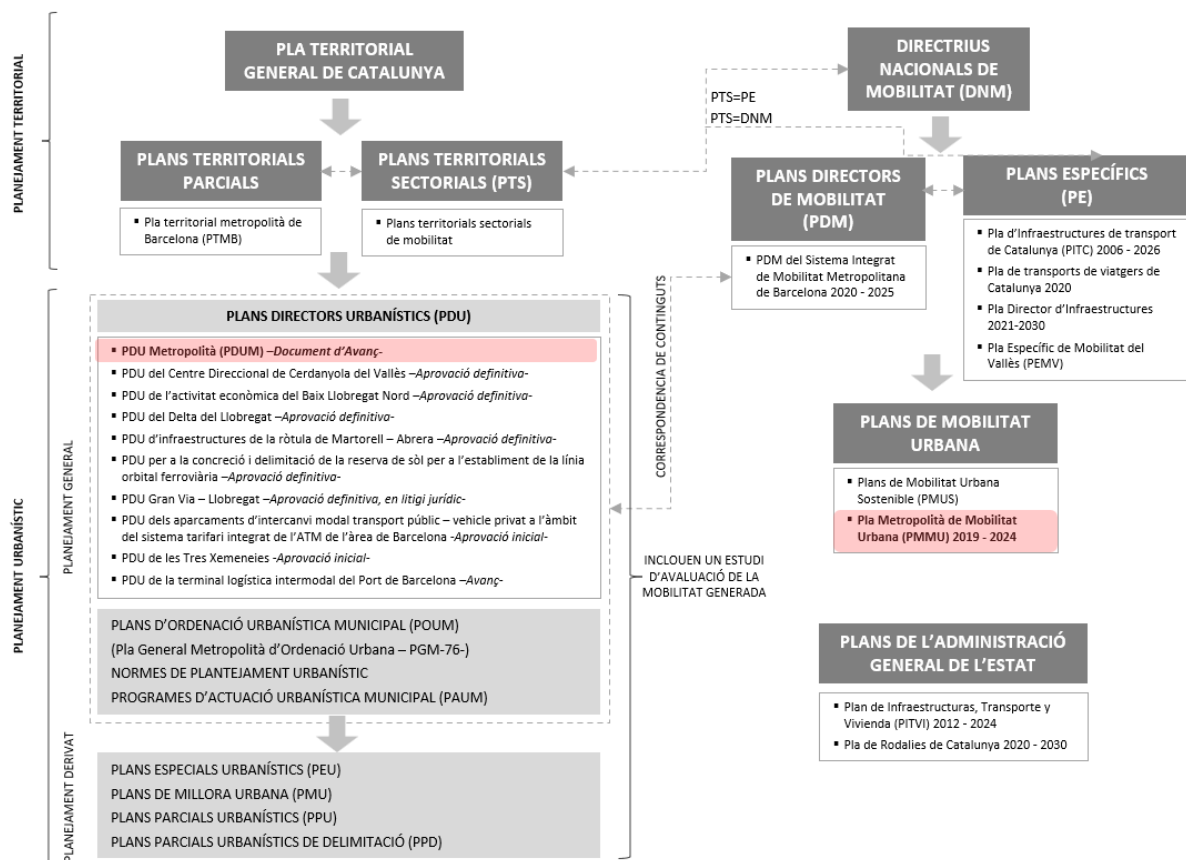 PLANEJAMENT TERRITORIAL
PLA TERRITORIAL
GENERAL DE CATALUNYA
PLANS TERRITORIALS
PARCIALS
▪ Pla territorial metropolità de
Barcelona (PTMB)
PLANS TERRITORIALS
SECTORIALS (PTS)
▪ Plans territorials sectorials
de mobilitat
PTS=PE
PTS=DNM
DIRECTRIUS
NACIONALS DE
MOBILITAT (DNM)
PLANS DIRECTORS
DE MOBILITAT
(PDM)
▪ PDM del Sistema Integrat
de Mobilitat Metropolitana
de Barcelona 2020 - 2025
PLANS ESPECÍFICS
(PE)
▪ Pla d’Infraestructures de transport
de Catalunya (PITC) 2006 - 2026
▪ Pla de transports de viatgers de
Catalunya 2020
▪ Pla Director d’Infraestructures
2021-2030
▪ Pla Específic de Mobilitat del
Vallès (PEMV)
PLANEJAMENT URBANÍSTIC
PLANEJAMENT GENERAL
PLANS DIRECTORS URBANÍSTICS (PDU)
▪ PDU Metropolità (PDUM) –Document d’Avanç-
▪ PDU del Centre Direccional de Cerdanyola del Vallès –Aprovació definitiva-
▪ PDU de l’activitat econòmica del Baix Llobregat Nord –Aprovació definitiva-
▪ PDU del Delta del Llobregat –Aprovació definitiva-
▪ PDU d’infraestructures de la ròtula de Martorell – Abrera –Aprovació definitiva-
▪ PDU per a la concreció i delimitació de la reserva de sòl per a l’establiment de la línia
orbital ferroviària –Aprovació definitiva-
▪ PDU Gran Via – Llobregat –Aprovació definitiva, en litigi jurídic-
▪ PDU dels aparcaments d’intercanvi modal transport públic – vehicle privat a l’àmbit
del sistema tarifari integrat de l’ATM de l’àrea de Barcelona -Aprovació inicial-
▪ PDU de les Tres Xemeneies -Aprovació inicial-
▪ PDU de la terminal logística intermodal del Port de Barcelona –Avanç-
PLANS D’ORDENACIÓ URBANÍSTICA MUNICIPAL (POUM)
(Pla General Metropolità d’Ordenació Urbana – PGM-76-)
NORMES DE PLANTEJAMENT URBANÍSTIC
PROGRAMES D’ACTUACIÓ URBANÍSTICA MUNICIPAL (PAUM)
PLANEJAMENT DERIVAT
PLANS ESPECIALS URBANÍSTICS (PEU)
PLANS DE MILLORA URBANA (PMU)
PLANS PARCIALS URBANÍSTICS (PPU)
PLANS PARCIALS URBANÍSTICS DE DELIMITACIÓ (PPD)
CORRESPONDENCIA DE CONTINGUTS
INCLOUEN UN ESTUDI
D’AVALUACIÓ DE LA
MOBILITAT GENERADA
PLANS DE MOBILITAT
URBANA
▪ Plans de Mobilitat Urbana
Sostenible (PMUS)
▪ Pla Metropolità de Mobilitat
Urbana (PMMU) 2019 - 2024
PLANS DE L’ADMINISTRACIÓ
GENERAL DE L’ESTAT
▪ Plan de Infraestructuras, Transporte y
Vivienda (PITVI) 2012 - 2024
▪ Pla de Rodalies de Catalunya 2020 - 2030